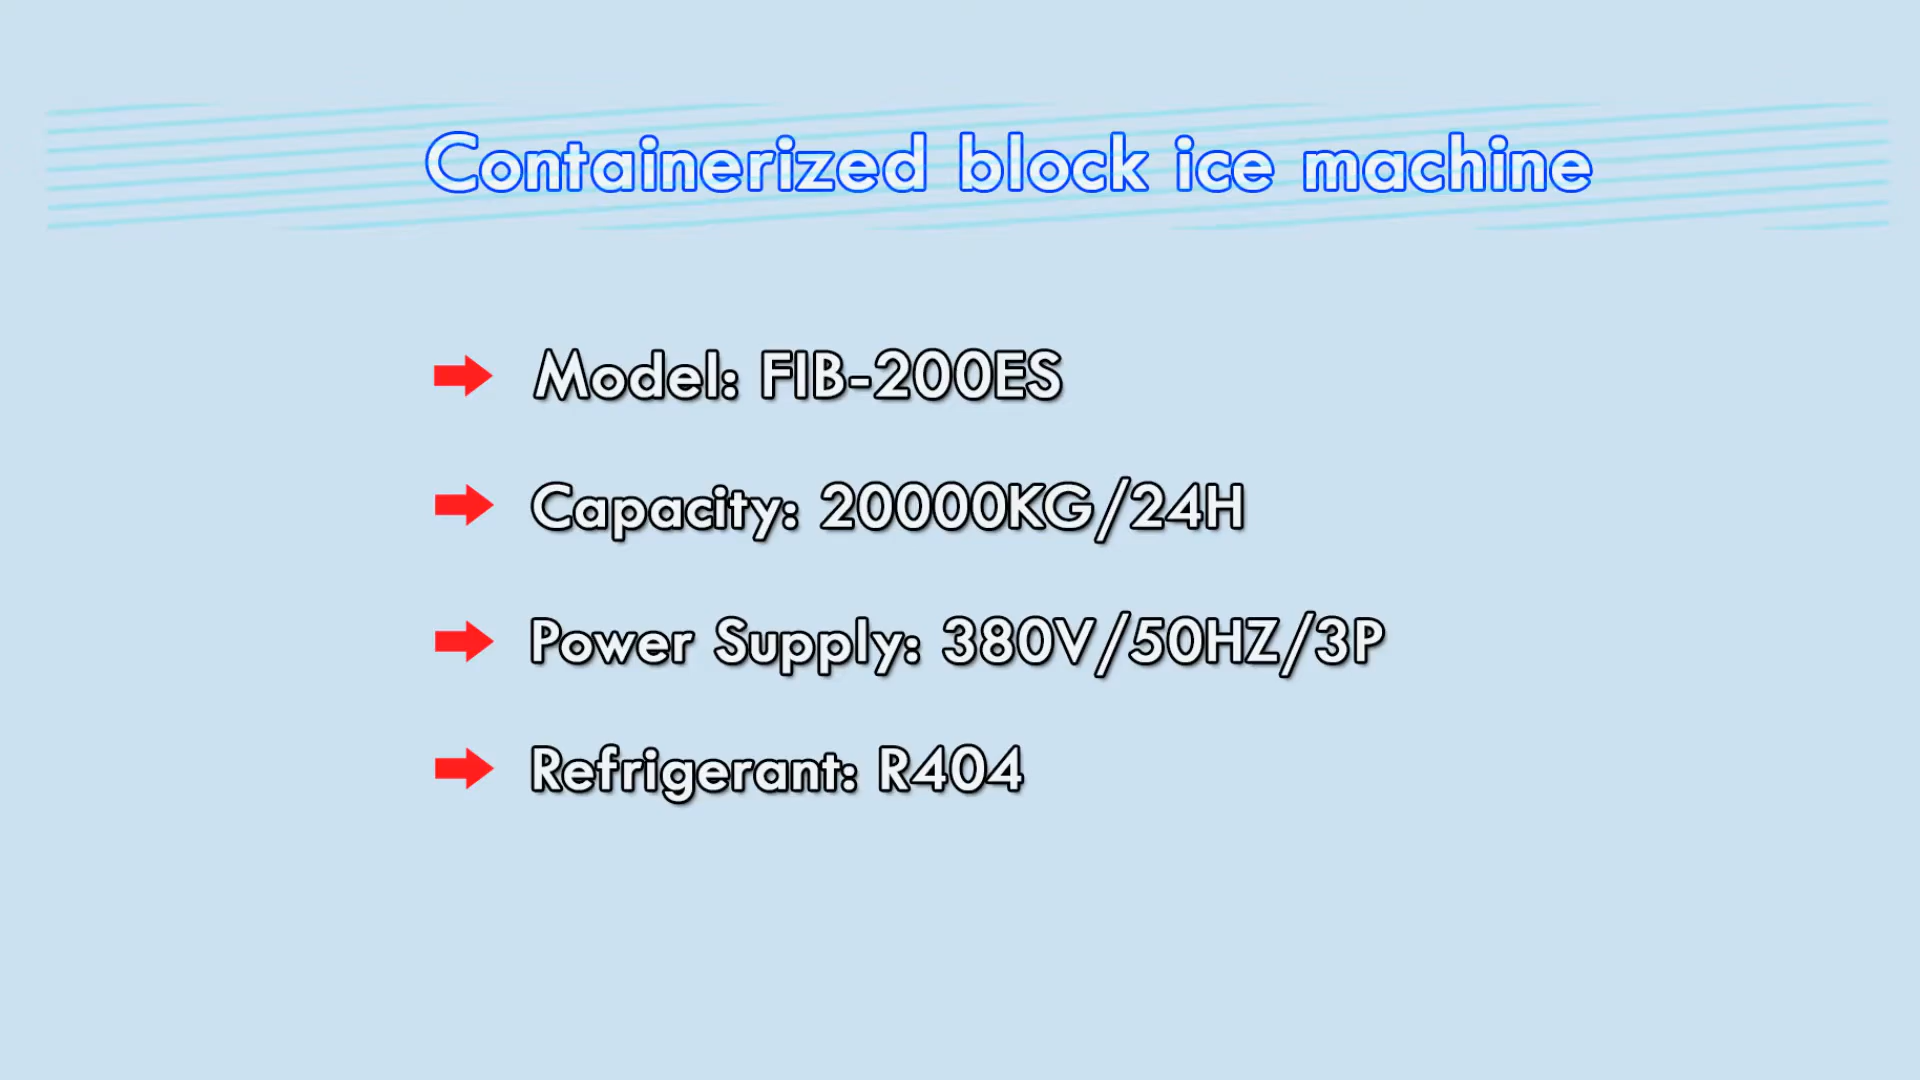 Containerized block ice machine
Model: FIB-200ES
Capacity: 20000KG/24H
Power Supply: 380V/50HZ/3P
Refrigerant: R404